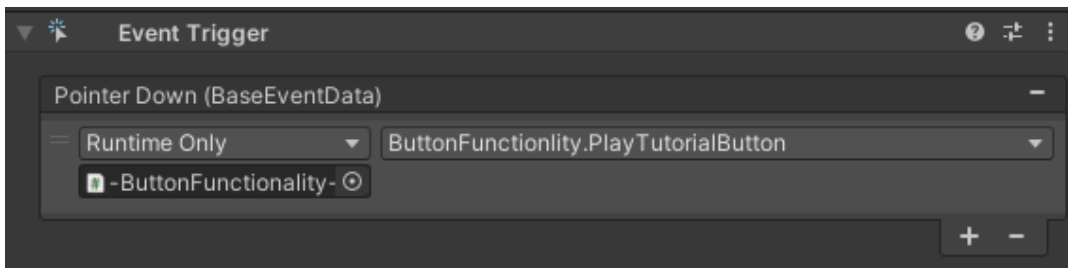 Event Trigger
Pointer Down (BaseEventData)
Runtime Only ButtonFunctionlity.PlayTutorialButton
-ButtonFunctionality-